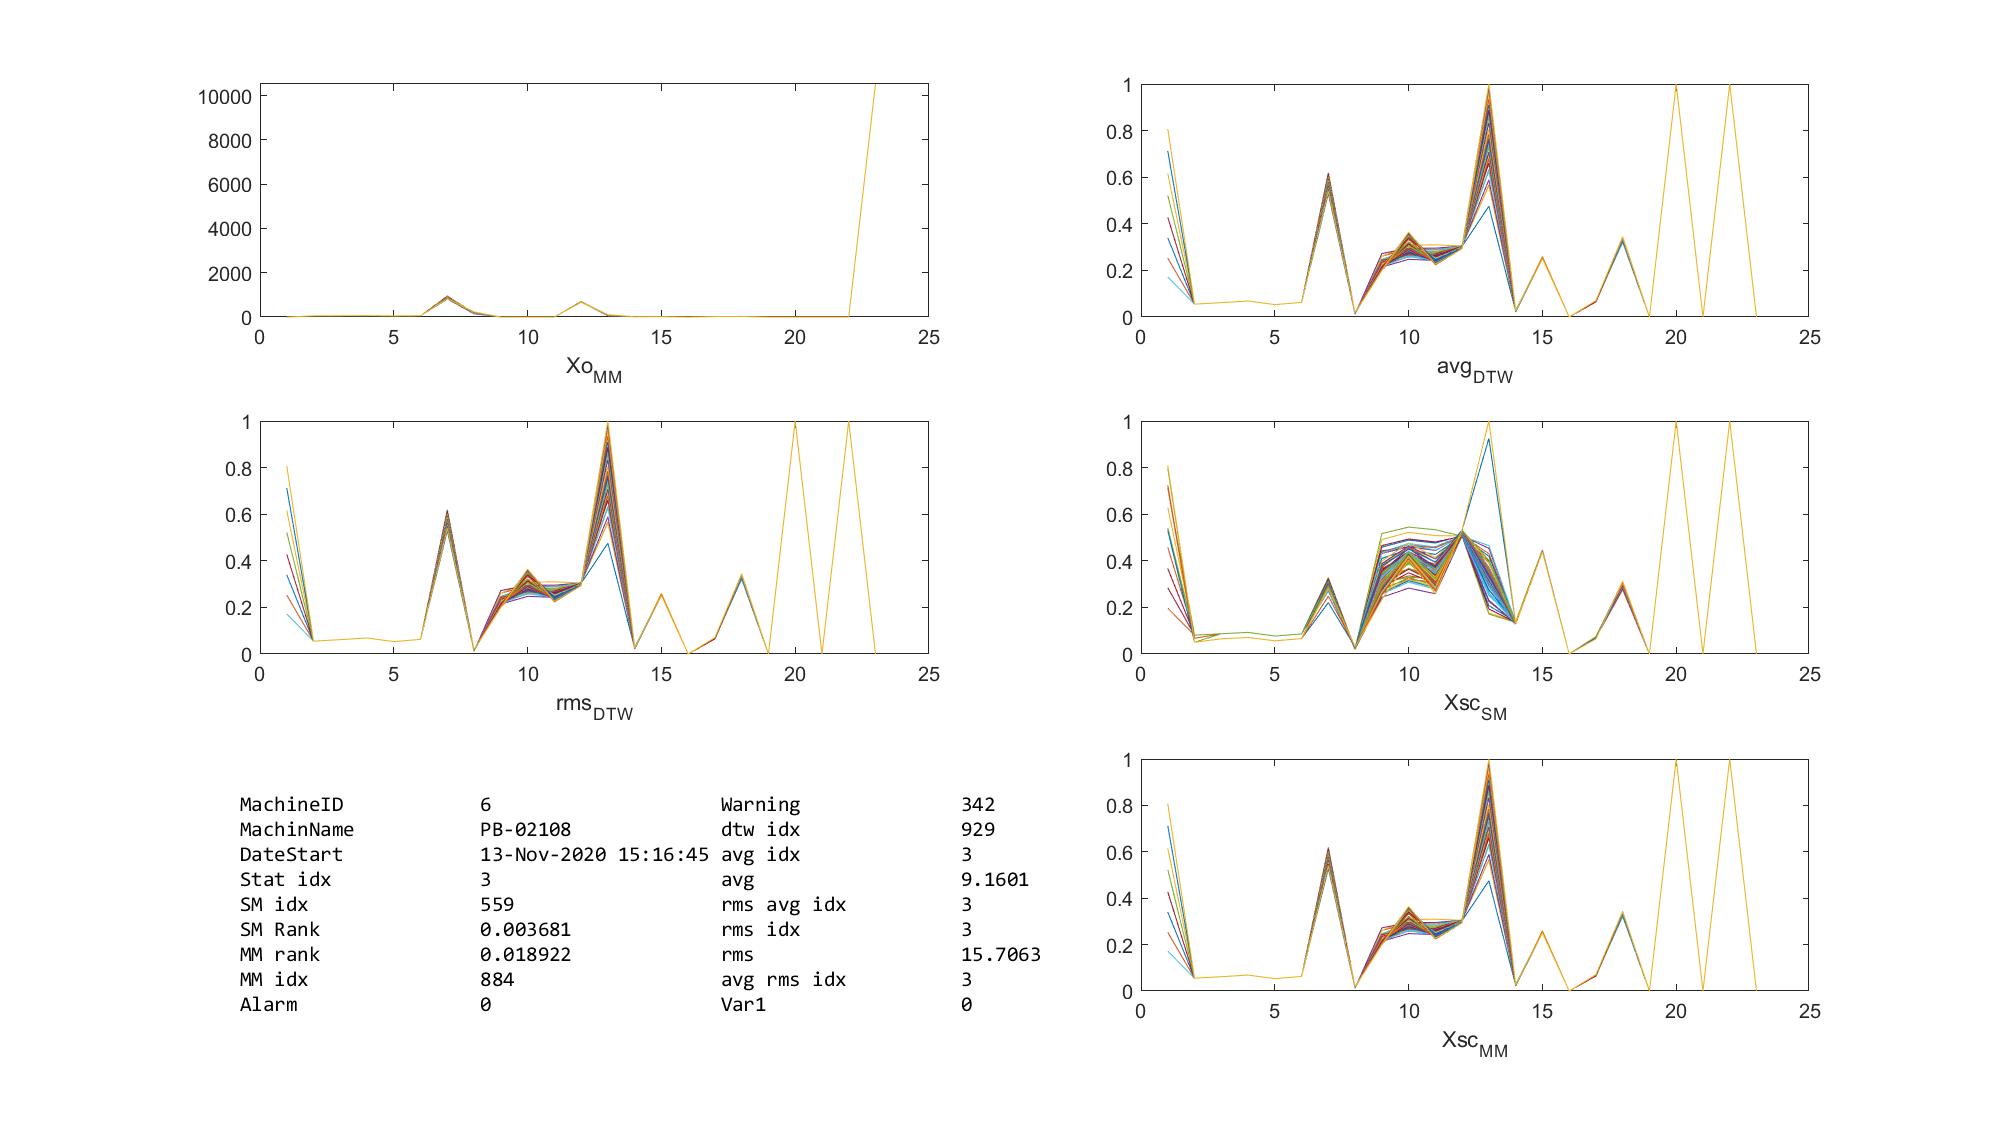 10000
8000
6000
4000
2000
0
0 5 10 15 20 25
Xo_MM
1
0.8
0.6
0.4
0.2
0
0 5 10 15 20 25
avg_DTW
1
0.8
0.6
0.4
0.2
0
0 5 10 15 20 25
rms_DTW
1
0.8
0.6
0.4
0.2
0
0 5 10 15 20 25
Xsc_SM
MachineID 6 Warning 342
MachinName PB-02108 dtw idx 929
DateStart 13-Nov-2020 15:16:45 avg idx 3
Stat idx 3 avg 9.1601
SM idx 559 rms avg idx 3
SM Rank 0.003681 rms idx 3
MM rank 0.018922 rms 15.7063
MM idx 884 avg rms idx 3
Alarm 0 Var1 0
1
0.8
0.6
0.4
0.2
0
0 5 10 15 20 25
Xsc_MM